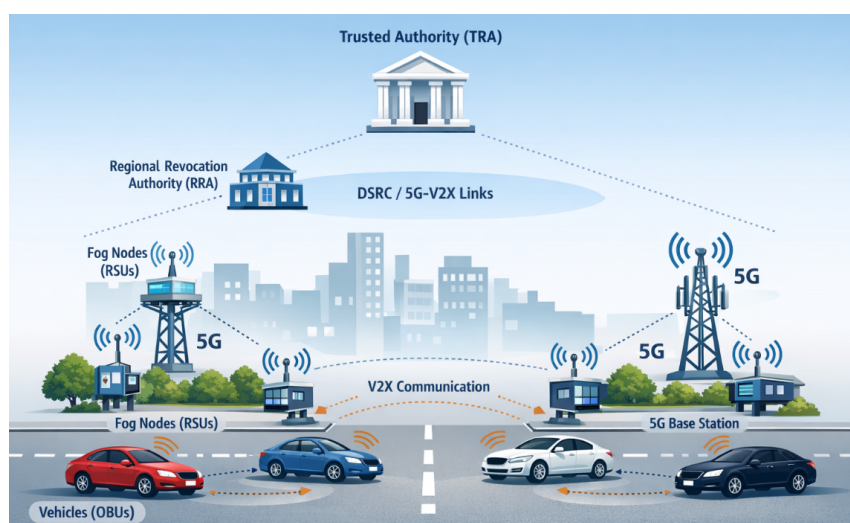 Trusted Authority (TRA)
Regional Revocation
Authority (RRA)
DSRC / 5G-V2X Links
Fog Nodes
(RSUs)
5G
5G
5G
V2X Communication
Fog Nodes (RSUs)
5G Base Station
Vehicles (OBUs)